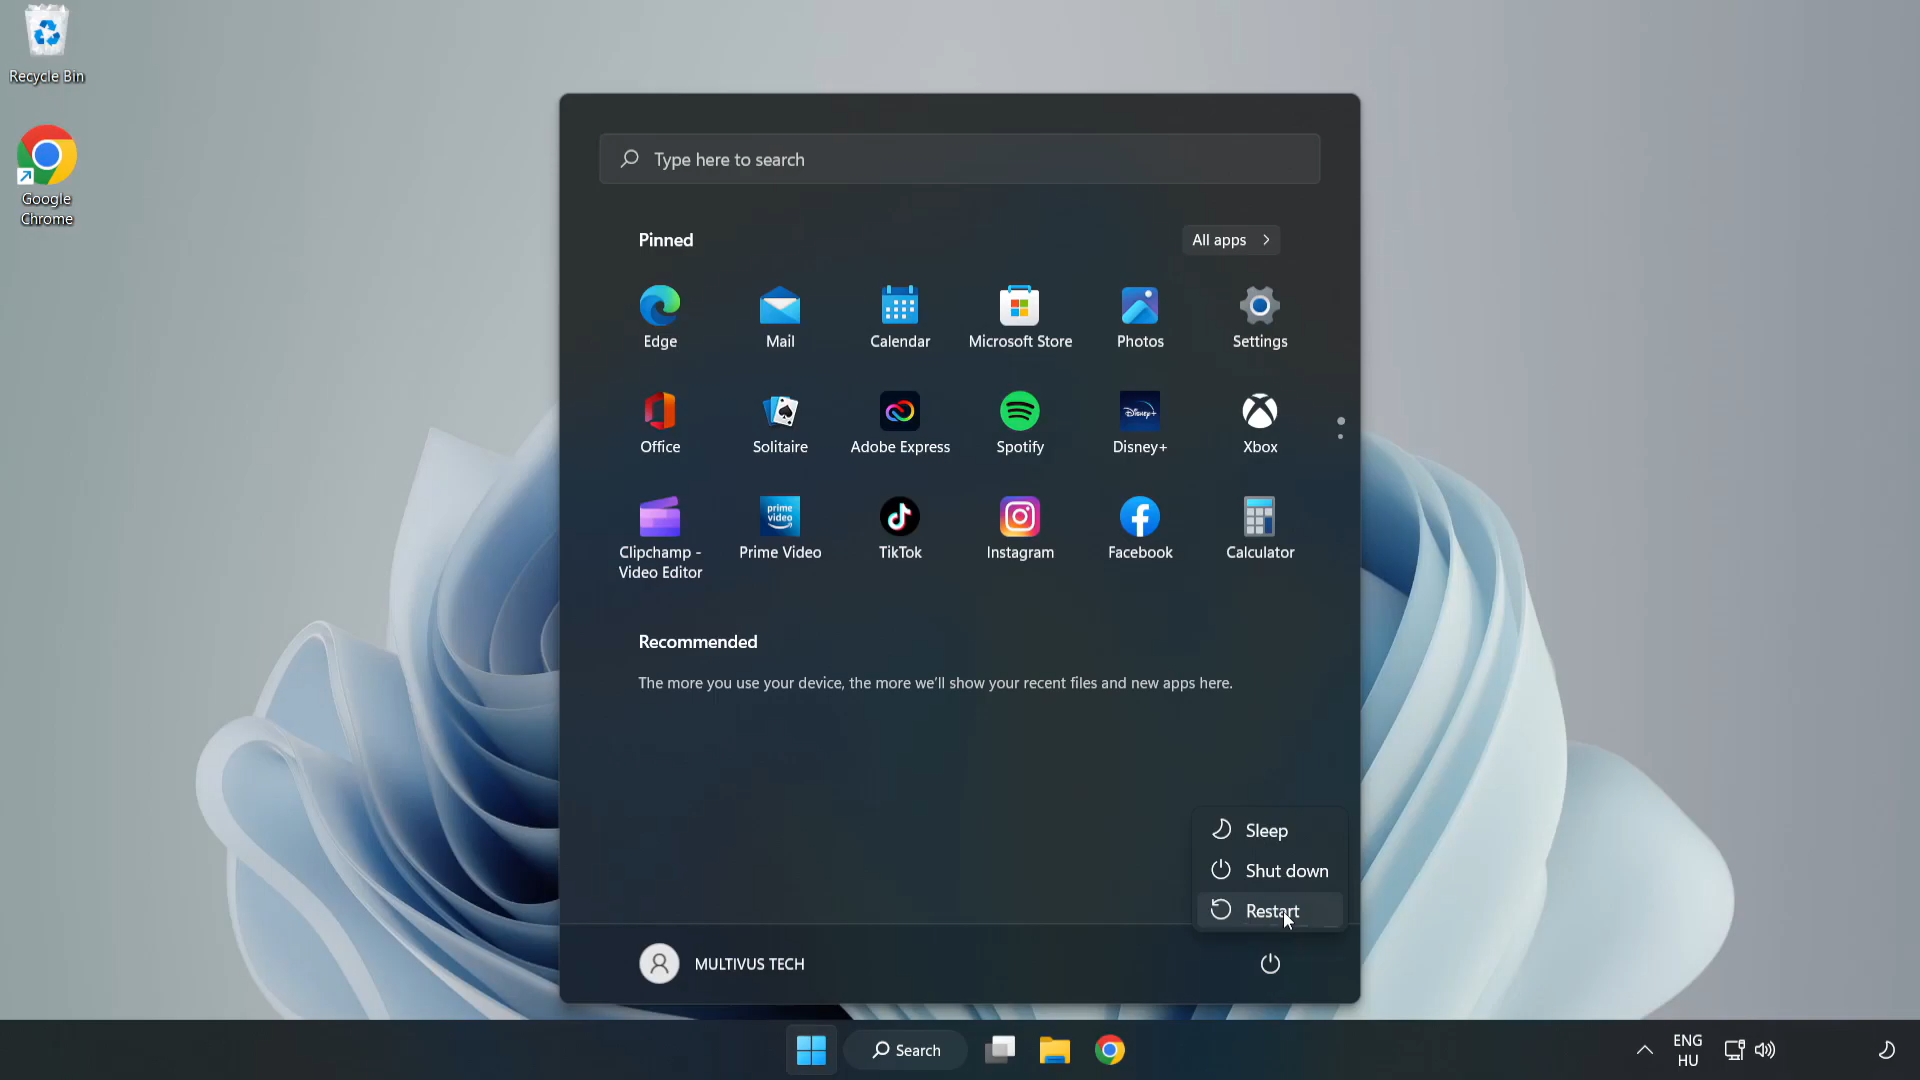 Recycle Bin
Google
Chrome
Type here to search
Pinned
All apps
Edge
Mail
Calendar
Microsoft Store
Photos
Settings
Office
Solitaire
Adobe Express
Spotify
Disney+
Disney+
Xbox
prime
video
Clipchamp -
Video Editor
Prime Video
TikTok
Instagram
Facebook
Calculator
Recommended
The more you use your device, the more we'll show your recent files and new apps here.
Sleep
Shut down
Restart
MULTIVUS TECH
Search
ENG
HU